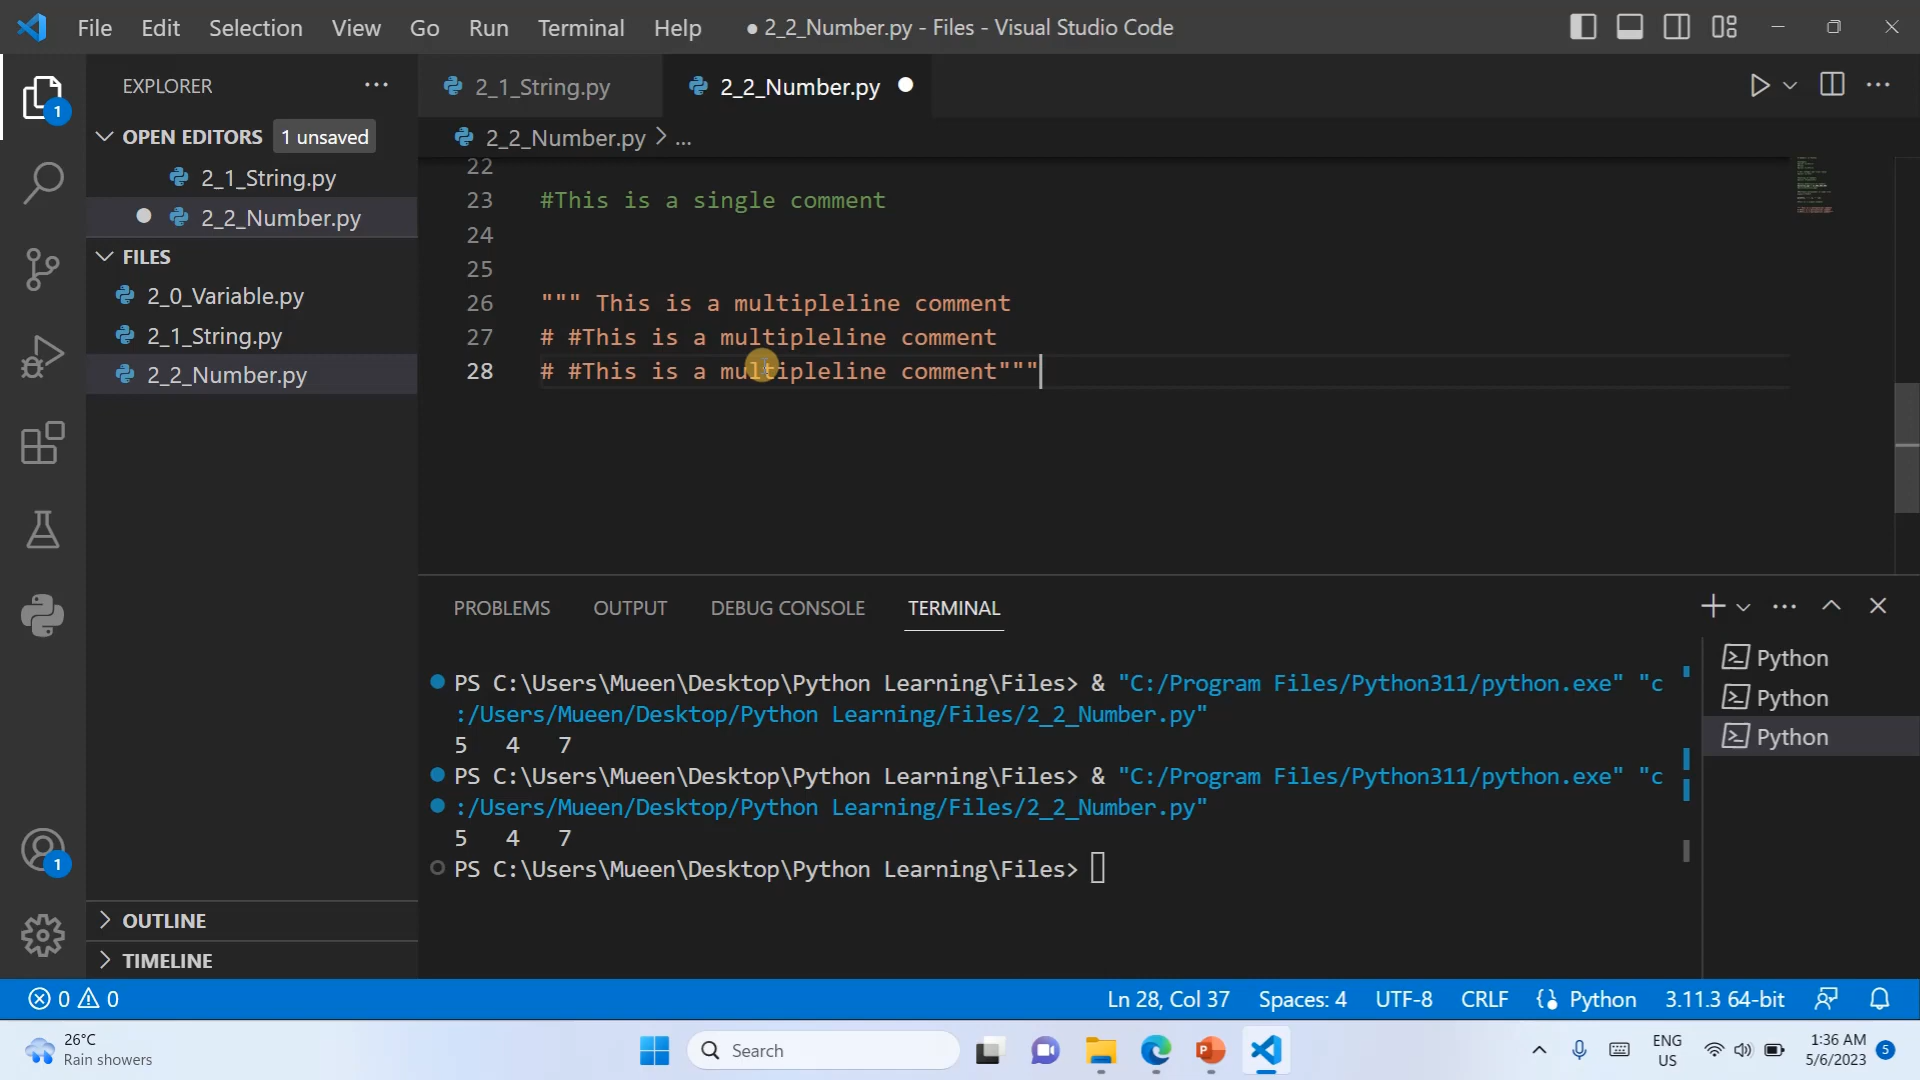 File Edit Selection View Go Run Terminal Help ● 2_2_Number.py - Files - Visual Studio Code
EXPLORER
2_1_String.py 2_2_Number.py
1
OPEN EDITORS 1 unsaved
2_1_String.py
2_2_Number.py
FILES
2_0_Variable.py
2_1_String.py
2_2_Number.py
2_2_Number.py > ...
22
23 #This is a single comment
24
25
26 """ This is a multipleline comment
27 # #This is a multipleline comment
28 # #This is a multipleline comment"""
PROBLEMS OUTPUT DEBUG CONSOLE TERMINAL
PS C:\Users\Mueen\Desktop\Python Learning\Files> & "C:/Program Files/Python311/python.exe" "c
:/Users/Mueen/Desktop/Python Learning/Files/2_2_Number.py"
5 4 7
PS C:\Users\Mueen\Desktop\Python Learning\Files> & "C:/Program Files/Python311/python.exe" "c
:/Users/Mueen/Desktop/Python Learning/Files/2_2_Number.py"
5 4 7
PS C:\Users\Mueen\Desktop\Python Learning\Files>
Python
Python
Python
1
OUTLINE
TIMELINE
0 0 Ln 28, Col 37 Spaces: 4 UTF-8 CRLF Python 3.11.3 64-bit
26°C
Rain showers
Search
ENG
US
1:36 AM
5/6/2023
5